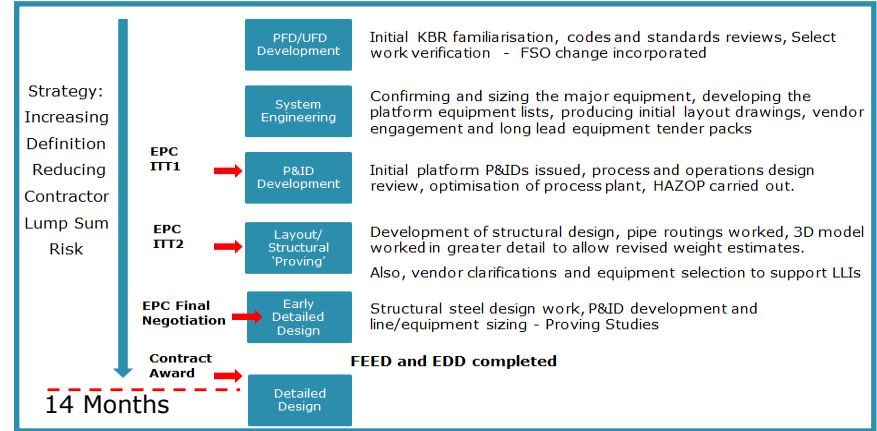 PFD/UFD
Development
Initial KBR familiarisation, codes and standards reviews, Select
work verification - FSO change incorporated
Strategy:
Increasing
Definition
Reducing
Contractor
Lump Sum
Risk
System
Engineering
Confirming and sizing the major equipment, developing the
platform equipment lists, producing initial layout drawings, vendor
engagement and long lead equipment tender packs
EPC
ITT1
P&ID
Development
Initial platform P&IDs issued, process and operations design
review, optimisation of process plant, HAZOP carried out.
EPC
ITT2
Layout/
Structural
‘Proving’
Development of structural design, pipe routings worked, 3D model
worked in greater detail to allow revised weight estimates.
Also, vendor clarifications and equipment selection to support LLIs
EPC Final
Negotiation
Early
Detailed
Design
Structural steel design work, P&ID development and
line/equipment sizing - Proving Studies
Contract
Award
FEED and EDD completed
14 Months
Detailed
Design